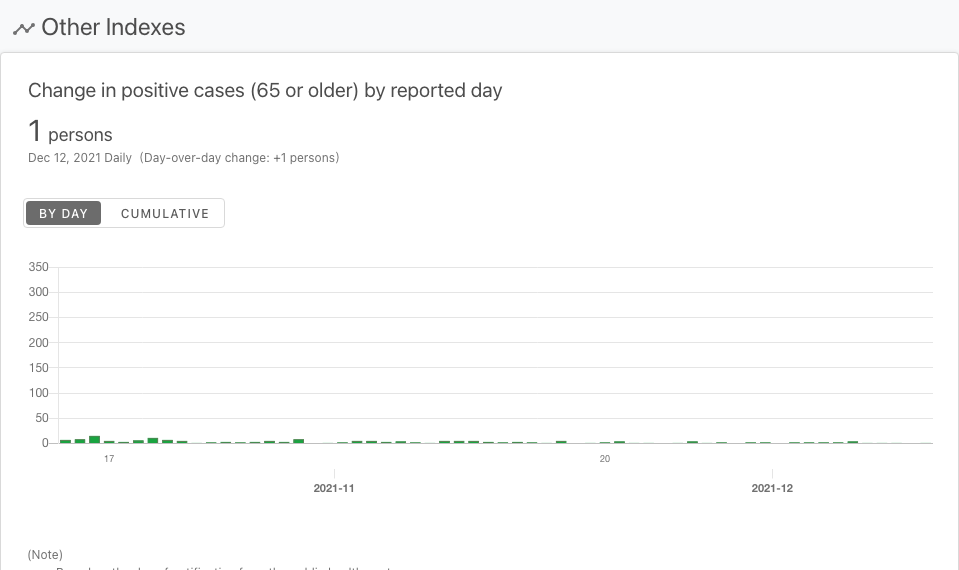 Other Indexes
Change in positive cases (65 or older) by reported day
1 persons
Dec 12, 2021 Daily (Day-over-day change: +1 persons)
BY DAY CUMULATIVE
350
300
250
200
150
100
50
0
17 20
2021-11 2021-12
(Note)